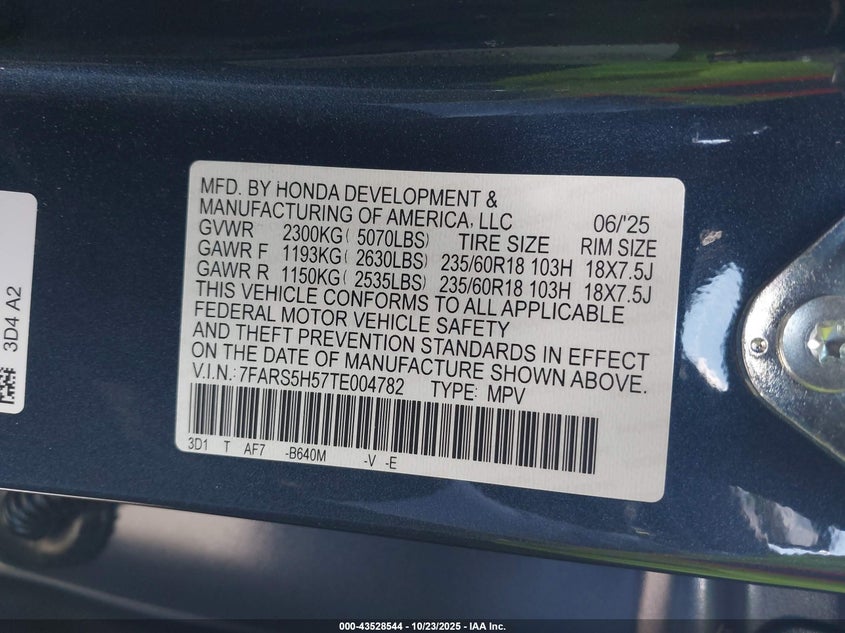 MFD. BY HONDA DEVELOPMENT &
MANUFACTURING OF AMERICA, LLC 06/'25
GVWR 2300KG( 5070LBS) TIRE SIZE RIM SIZE
GAWR F 1193KG( 2630LBS) 235/60R18 103H 18X7.5J
GAWR R 1150KG( 2535LBS) 235/60R18 103H 18X7.5J
THIS VEHICLE CONFORMS TO ALL APPLICABLE
FEDERAL MOTOR VEHICLE SAFETY
AND THEFT PREVENTION STANDARDS IN EFFECT
ON THE DATE OF MANUFACTURE SHOWN ABOVE.
V.I.N.: 7FARS5H57TE004782 TYPE: MPV
3D1 T AF7 -B640M -V -E
3D4 A2
000-43528544 | 10/23/2025 - IAA Inc.